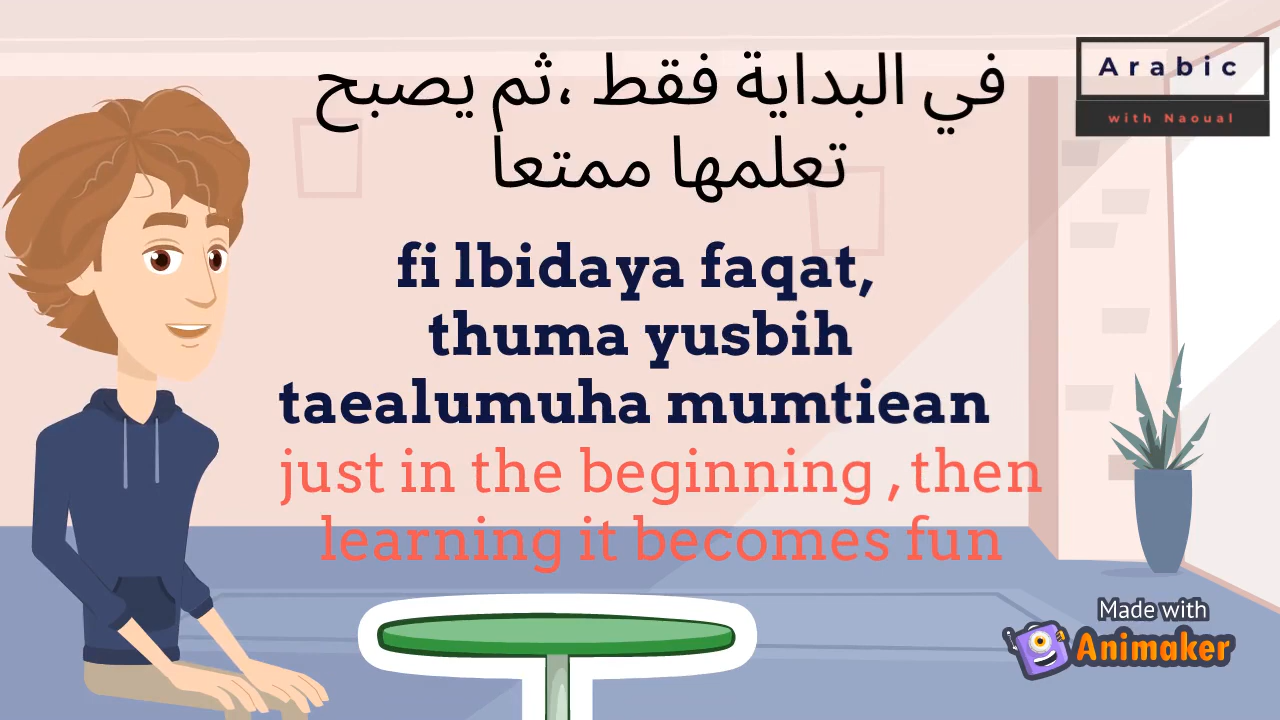 في البداية فقط ،ثم يصبح
تعلمها ممتعا
fi lbidaya faqat,
thuma yusbih
taealumuha mumtiean
just in the beginning ,then
learning it becomes fun
Arabic
with Naoual
Made with
Animaker